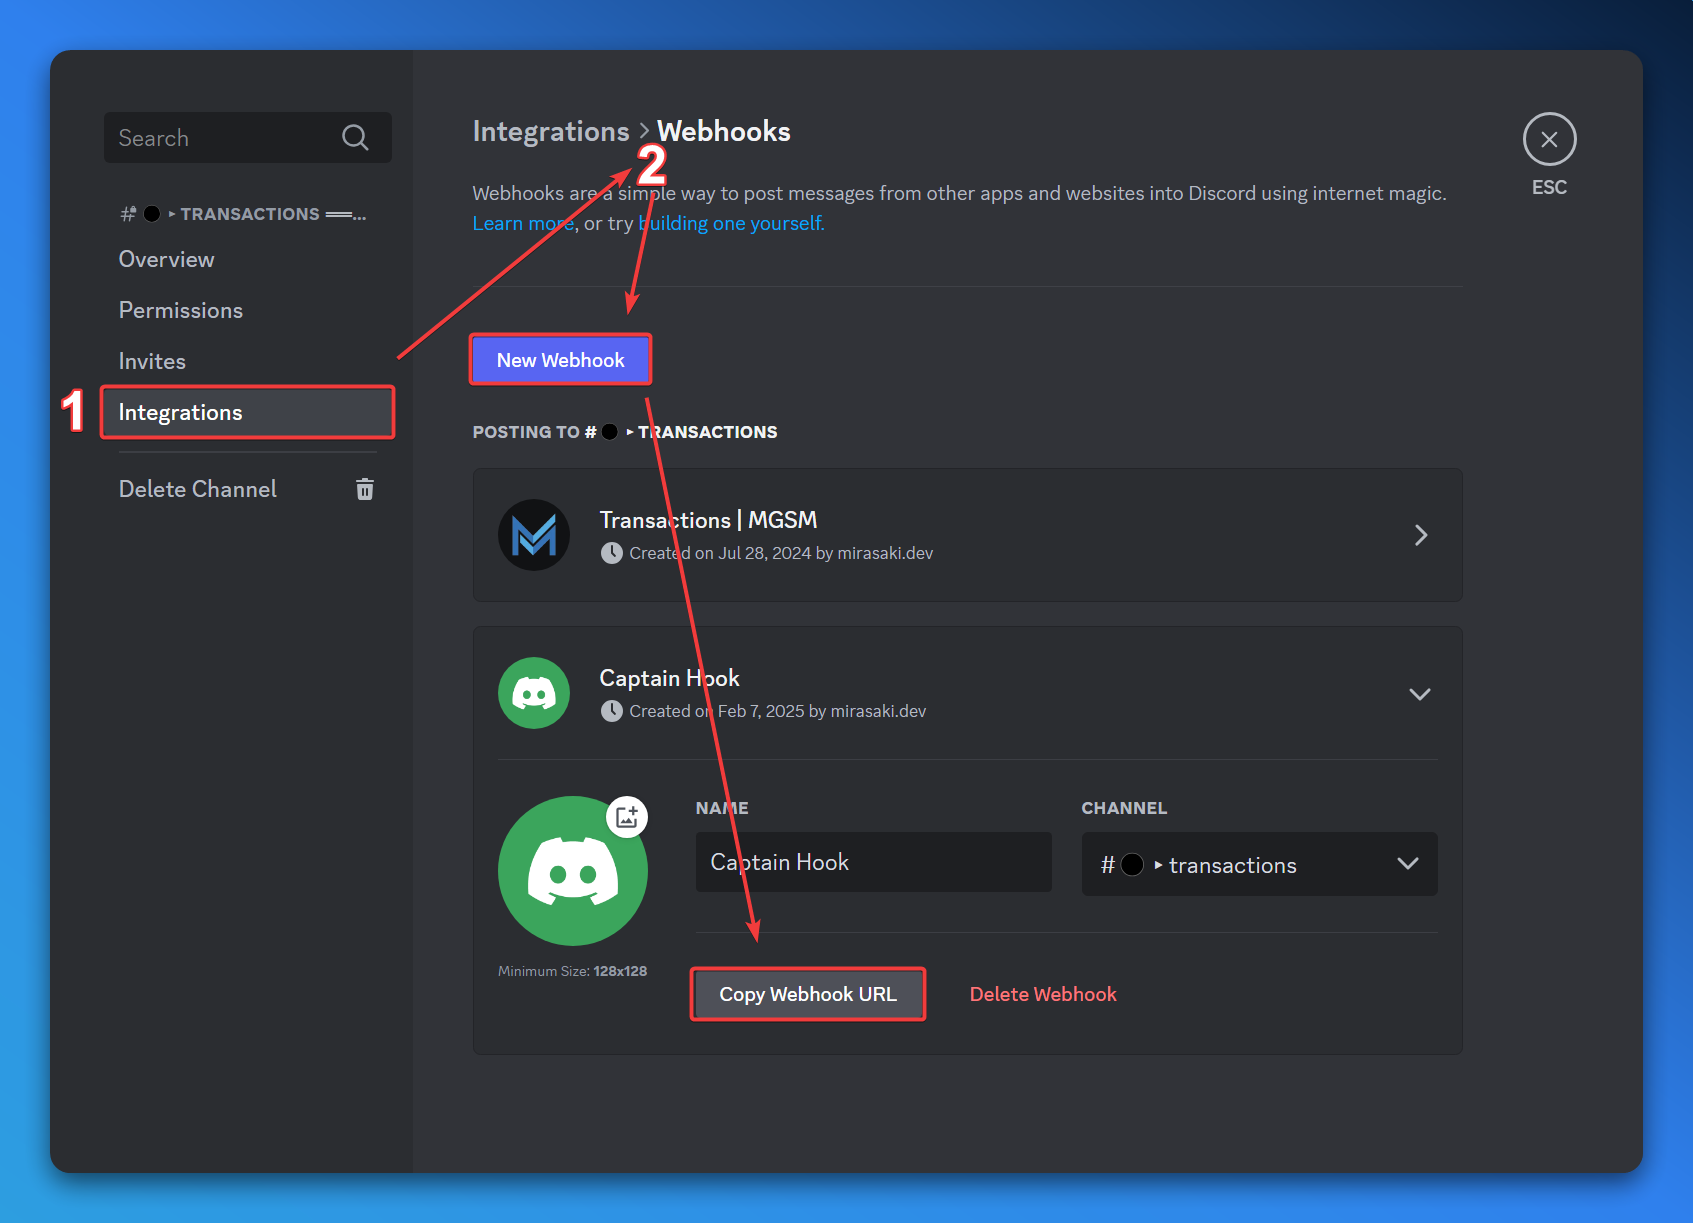 Search
# ▸ TRANSACTIONS ═══...
Overview
Permissions
Invites
1
Integrations
Delete Channel
Integrations > Webhooks
2
Webhooks are a simple way to post messages from other apps and websites into Discord using internet magic.
Learn more, or try building one yourself.
ESC
New Webhook
POSTING TO # ▸ TRANSACTIONS
Transactions | MGSM
Created on Jul 28, 2024 by mirasaki.dev
Captain Hook
Created on Feb 7, 2025 by mirasaki.dev
NAME
CHANNEL
Captain Hook
# ▸ transactions
Minimum Size: 128x128
Copy Webhook URL
Delete Webhook